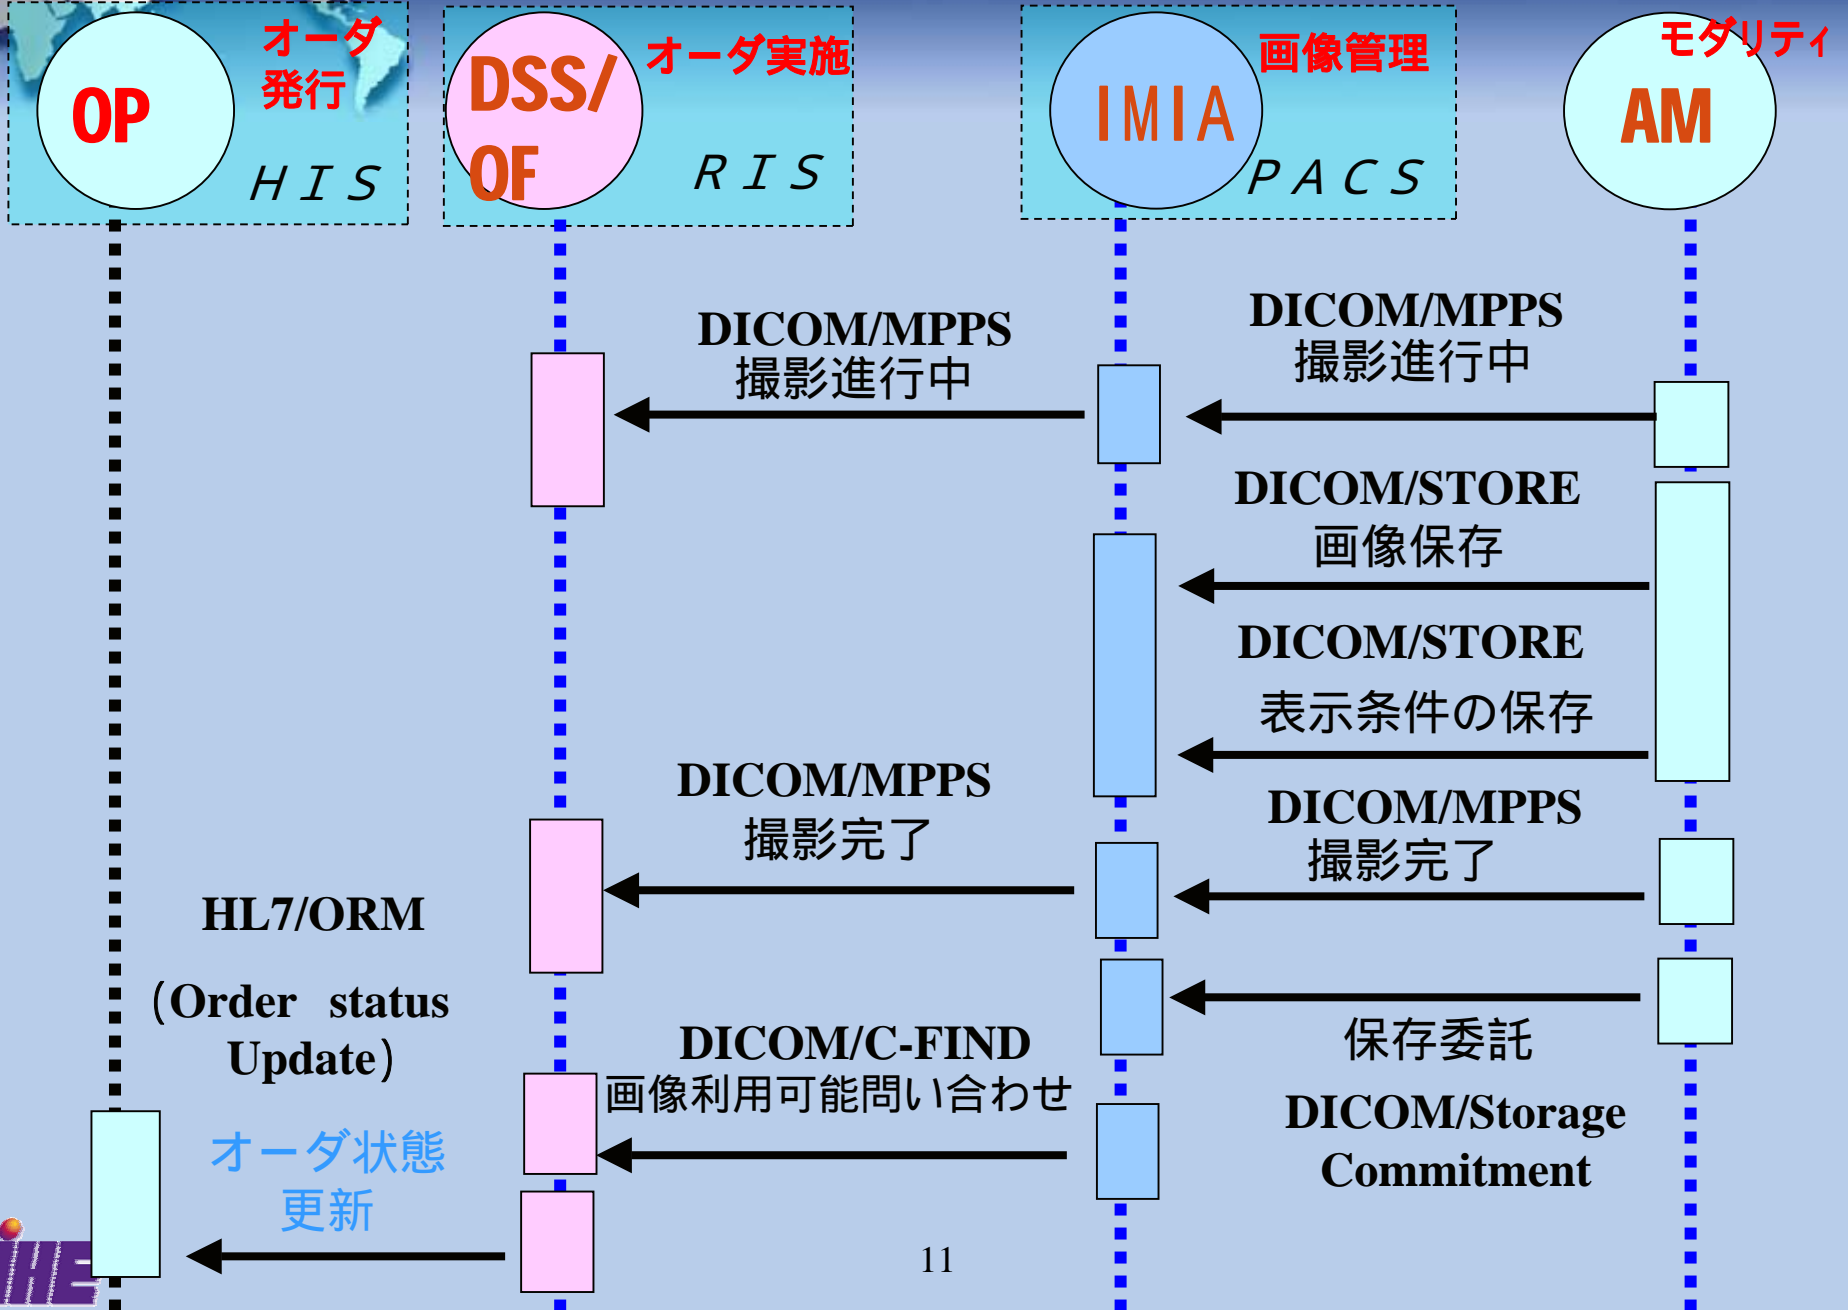 オーダ
発行
OP
HIS
オーダ実施
DSS/
OF
RIS
画像管理
IMIA
PACS
モダリティ
AM
DICOM/MPPS
撮影進行中
DICOM/MPPS
撮影進行中
DICOM/STORE
画像保存
DICOM/STORE
表示条件の保存
DICOM/MPPS
撮影完了
DICOM/MPPS
撮影完了
HL7/ORM
(Order status
Update)
保存委託
DICOM/Storage
Commitment
DICOM/C-FIND
画像利用可能問い合わせ
オーダ状態
更新
11
IHE